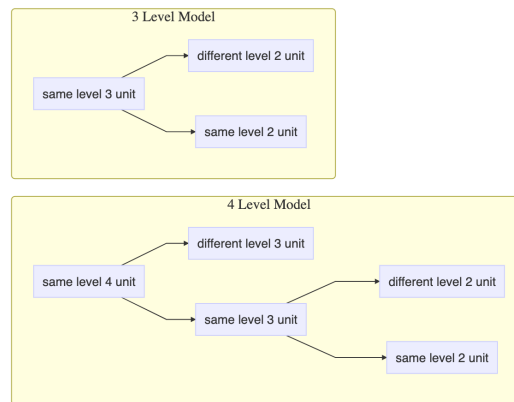 3 Level Model
different level 2 unit
same level 3 unit
same level 2 unit
4 Level Model
different level 3 unit
same level 4 unit
different level 2 unit
same level 3 unit
same level 2 unit